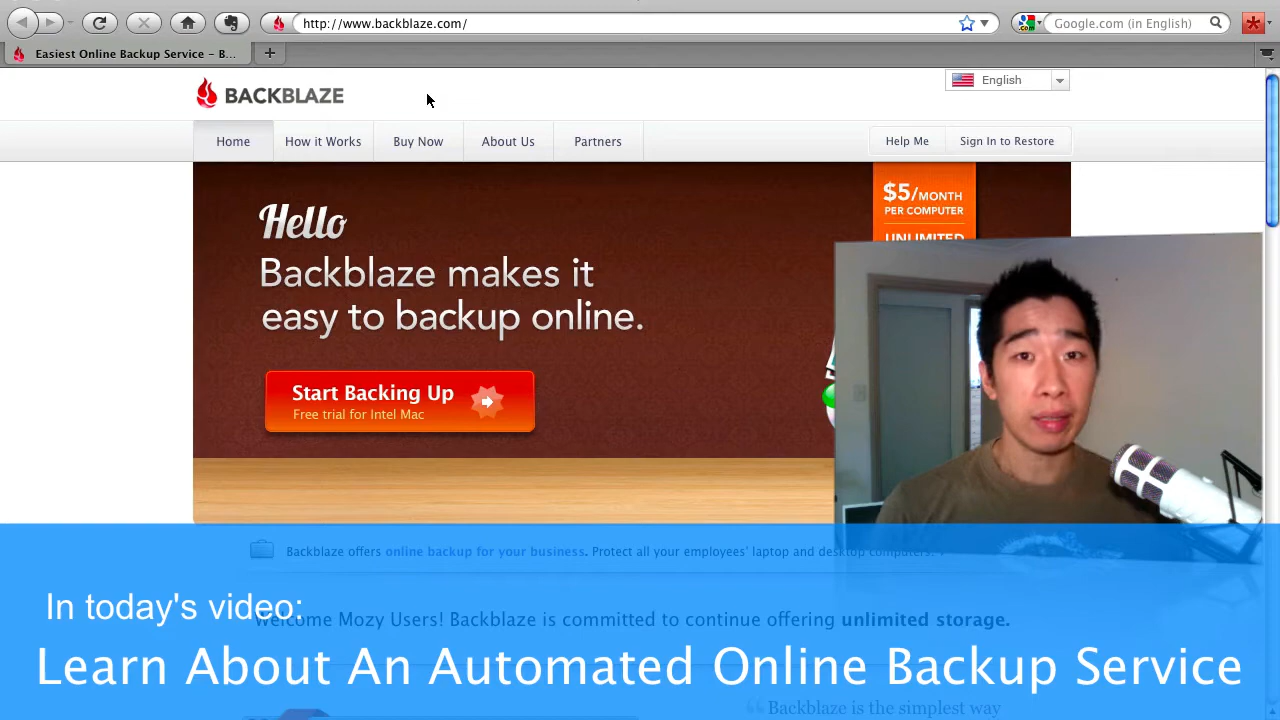 http://www.backblaze.com/
Google.com (in English)
Easiest Online Backup Service – B...
BACKBLAZE
English
Home
How it Works
Buy Now
About Us
Partners
Help Me
Sign In to Restore
$5/MONTH
PER COMPUTER
UNLIMITED
Hello
Backblaze makes it
easy to backup online.
Start Backing Up
Free trial for Intel Mac
Backblaze offers online backup for your business. Protect all your employees' laptop and desktop computers.
In today's video:
Welcome Mozy Users! Backblaze is committed to continue offering unlimited storage.
Learn About An Automated Online Backup Service
Backblaze is the simplest way